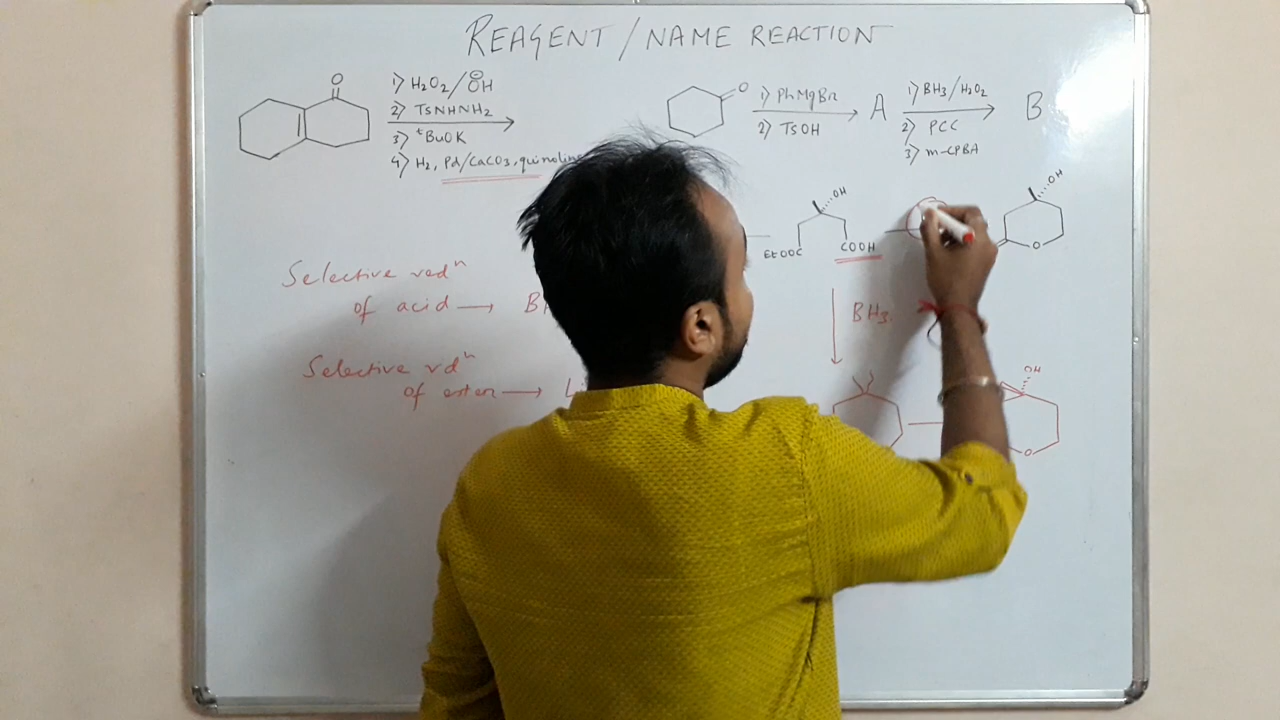 REAGENT / NAME REACTION
O
1) H2O2/ΘOH
2) TSNHNH2
3) tBuOK
4) H2, Pd/CaCO3, quinoline
O
1) PhMgBr
2) TsOH
A
1) BH3/H2O2
2) PCC
3) m-CPBA
B
OH
EtOOC
COOH
OH
O
Selective redn
of acid →
BH3.
Selective rdn
of ester →
OH
O